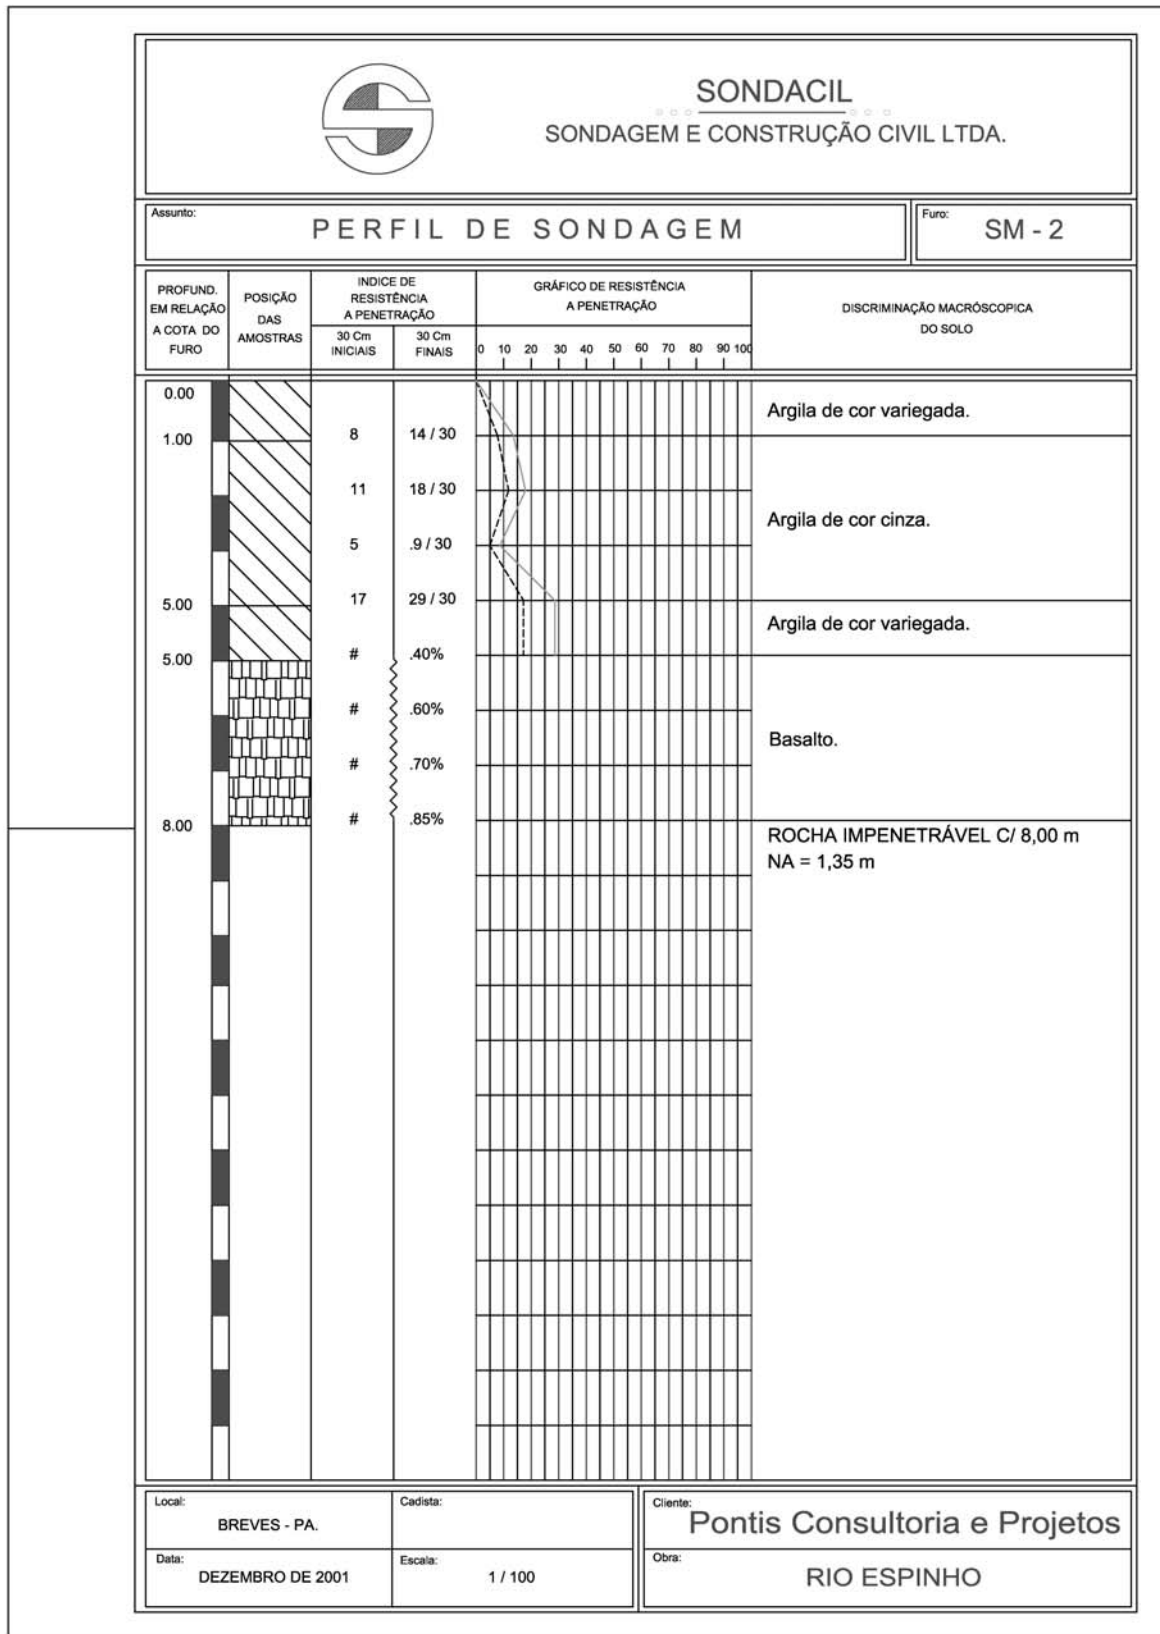 SONDACIL
SONDAGEM E CONSTRUÇÃO CIVIL LTDA.
Assunto:
PERFIL DE SONDAGEM
Furo:
SM - 2
PROFUND.
EM RELAÇÃO
A COTA DO
FURO
POSIÇÃO
DAS
AMOSTRAS
INDICE DE
RESISTÊNCIA
A PENETRAÇÃO
30 Cm
INICIAIS
30 Cm
FINAIS
GRÁFICO DE RESISTÊNCIA
A PENETRAÇÃO
0 10 20 30 40 50 60 70 80 90 100
DISCRIMINAÇÃO MACRÓSCOPICA
DO SOLO
0.00
Argila de cor variegada.
1.00 8 14 / 30
11 18 / 30
Argila de cor cinza.
5 .9 / 30
5.00 17 29 / 30
Argila de cor variegada.
5.00 # .40%
# .60%
Basalto.
# .70%
8.00 # .85%
ROCHA IMPENETRÁVEL C/ 8,00 m
NA = 1,35 m
Local:
BREVES - PA.
Cadista:
Cliente:
Pontis Consultoria e Projetos
Data:
DEZEMBRO DE 2001
Escala:
1 / 100
Obra:
RIO ESPINHO